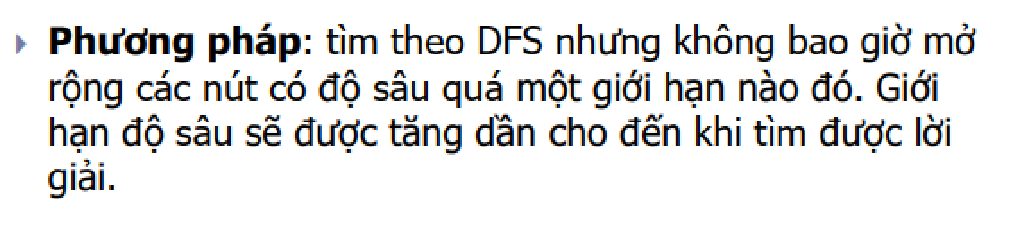 Phương pháp: tìm theo DFS nhưng không bao giờ mở
rộng các nút có độ sâu quá một giới hạn nào đó. Giới
hạn độ sâu sẽ được tăng dần cho đến khi tìm được lời
giải.